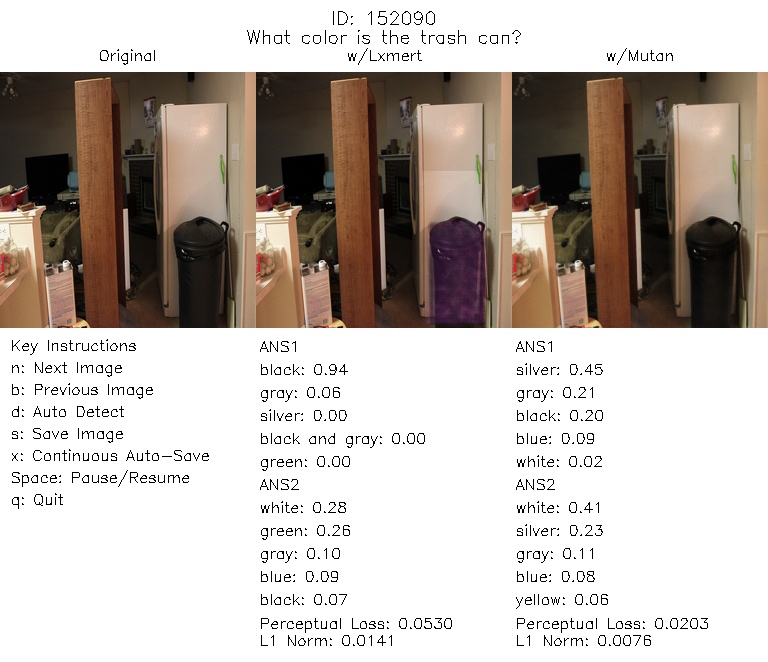 ID: 152090
What color is the trash can?
Original
w/Lxmert
w/Mutan
Key Instructions
n: Next Image
b: Previous Image
d: Auto Detect
s: Save Image
x: Continuous Auto-Save
Space: Pause/Resume
q: Quit
ANS1
black: 0.94
gray: 0.06
silver: 0.00
black and gray: 0.00
green: 0.00
ANS2
white: 0.28
green: 0.26
gray: 0.10
blue: 0.09
black: 0.07
Perceptual Loss: 0.0530
L1 Norm: 0.0141
ANS1
silver: 0.45
gray: 0.21
black: 0.20
blue: 0.09
white: 0.02
ANS2
white: 0.41
silver: 0.23
gray: 0.11
blue: 0.08
yellow: 0.06
Perceptual Loss: 0.0203
L1 Norm: 0.0076